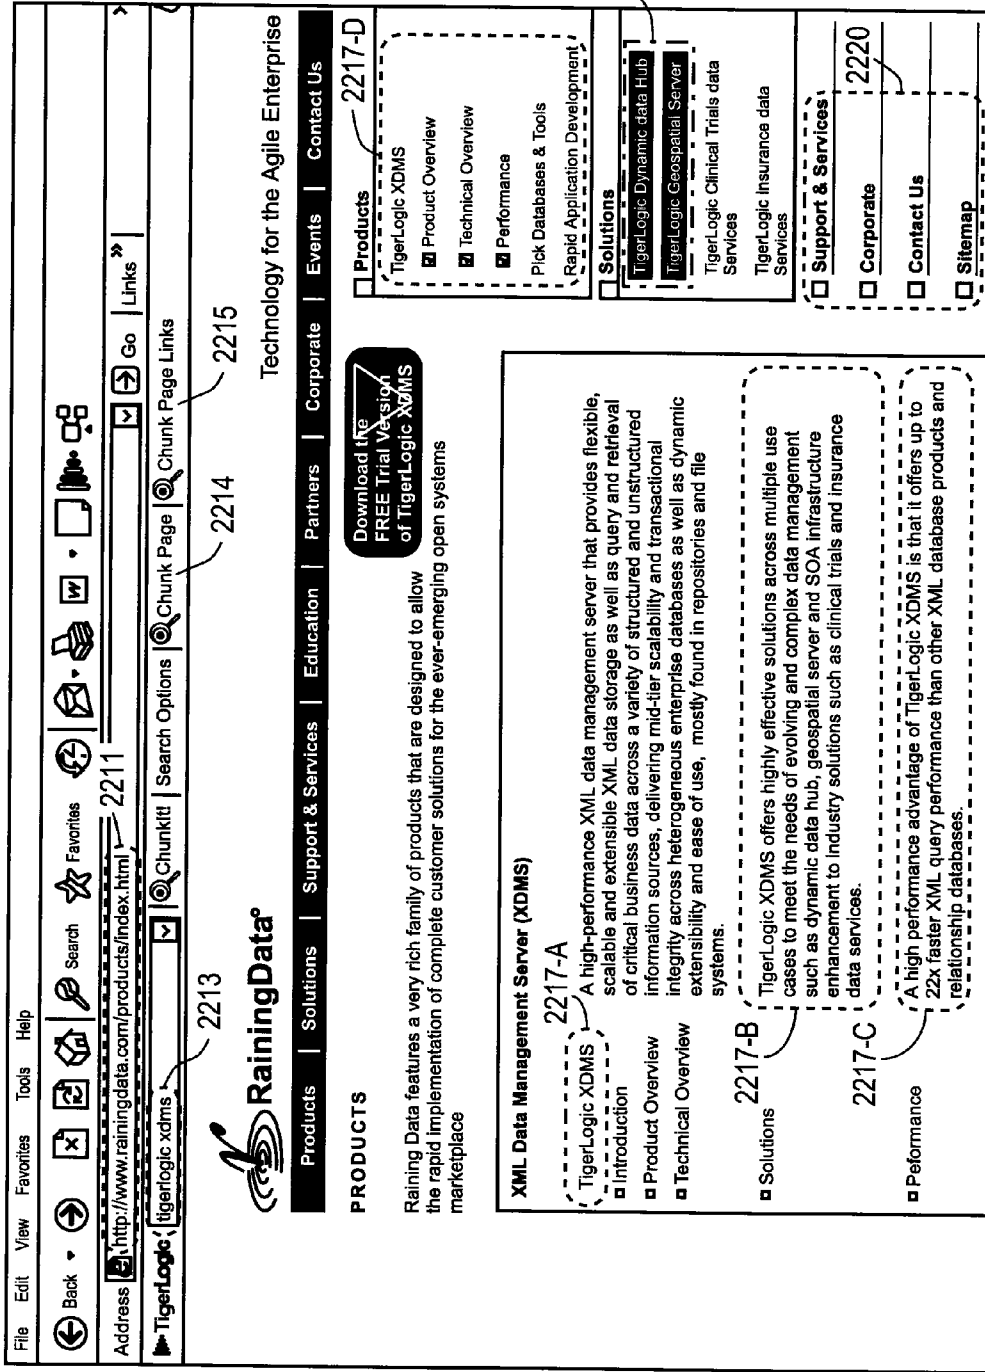 File Edit View Favorites Tools Help
Back Search Favorites W
Address http://www.rainingdata.com/products/index.html Go Links »
2211
TigerLogic tigerlogic xdms ChunkIt! Search Options Chunk Page Chunk Page Links
2213
2214
2215
RainingData°
Technology for the Agile Enterprise
Products | Solutions | Support & Services | Education | Partners | Corporate | Events | Contact Us
PRODUCTS
Raining Data features a very rich family of products that are designed to allow
the rapid implementation of complete customer solutions for the ever-emerging open systems
marketplace
Download the
FREE Trial Version
of TigerLogic XDMS
XML Data Management Server (XDMS)
2217-A
TigerLogic XDMS
Introduction
Product Overview
Technical Overview
A high-performance XML data management server that provides flexible,
scalable and extensible XML data storage as well as query and retrieval
of critical business data across a variety of structured and unstructured
information sources, delivering mid-tier scalability and transactional
integrity across heterogeneous enterprise databases as well as dynamic
extensibility and ease of use, mostly found in repositories and file
systems.
2217-B
Solutions
TigerLogic XDMS offers highly effective solutions across multiple use
cases to meet the needs of evolving and complex data management
such as dynamic data hub, geospatial server and SOA infrastructure
enhancement to industry solutions such as clinical trials and insurance
data services.
2217-C
Peformance
A high performance advantage of TigerLogic XDMS is that it offers up to
22x faster XML query performance than other XML database products and
relationship databases.
Products
2217-D
TigerLogic XDMS
Product Overview
Technical Overview
Performance
Pick Databases & Tools
Rapid Application Development
Solutions
TigerLogic Dynamic data Hub
TigerLogic Geospatial Server
TigerLogic Clinical Trials data
Services
TigerLogic Insurance data
Services
Support & Services
2220
Corporate
Contact Us
Sitemap